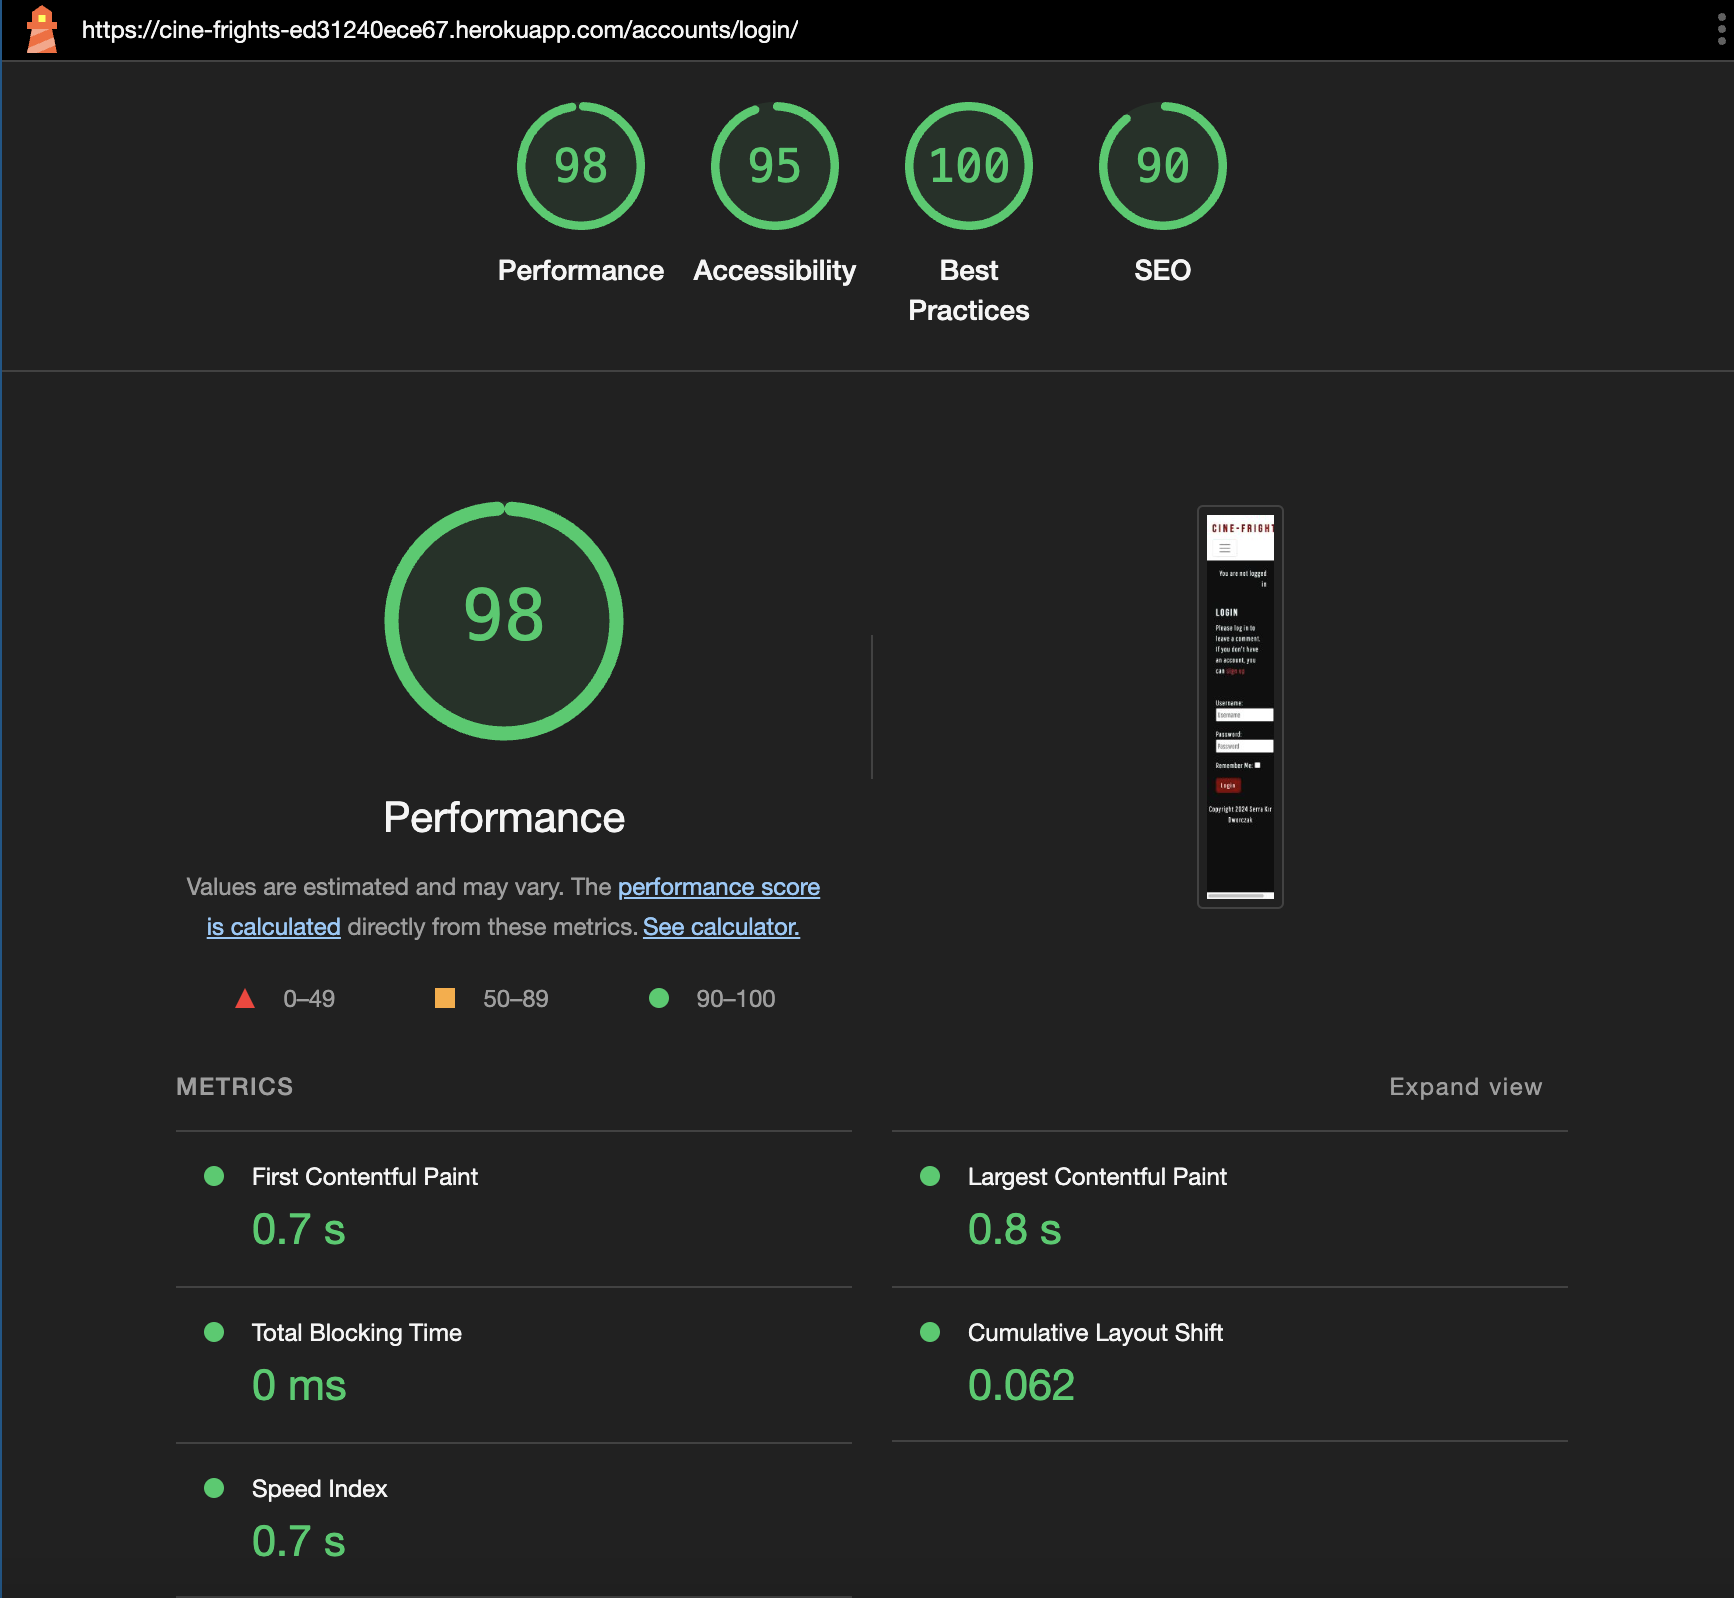 https://cine-frights-ed31240ece67.herokuapp.com/accounts/login/
98
95
100
90
Performance
Accessibility
Best
Practices
SEO
98
Performance
Values are estimated and may vary. The performance score
is calculated directly from these metrics. See calculator.
0–49
50–89
90–100
CINE-FRIGHT
You are not logged
in
LOGIN
Please log in to
leave a comment.
If you don't have
an account, you
can sign up
Username:
Username
Password:
Password
Remember Me:
Login
Copyright 2024 Serra Kır
Dworczak
METRICS
Expand view
First Contentful Paint
0.7 s
Largest Contentful Paint
0.8 s
Total Blocking Time
0 ms
Cumulative Layout Shift
0.062
Speed Index
0.7 s